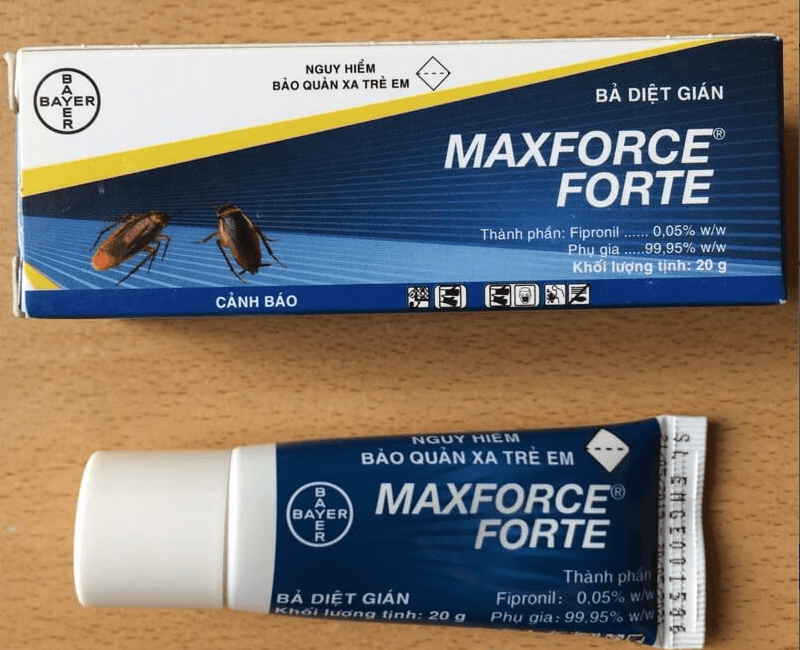 BAYER
BAYER
NGUY HIỂM
BẢO QUẢN XA TRẺ EM
BẢ DIỆT GIÁN
MAXFORCE®
FORTE
Thành phần: Fipronil ...... 0,05% w/w
Phụ gia .....99,95% w/w
Khối lượng tịnh: 20 g
CẢNH BÁO
NGUY HIỂM
BẢO QUẢN XA TRẺ EM
BAYER
BAYER
MAXFORCE®
FORTE
Thành phần
Fipronil: 0,05% w/w
Phụ gia: 99,95% w/w
BẢ DIỆT GIÁN
Khối lượng tịnh: 20 g